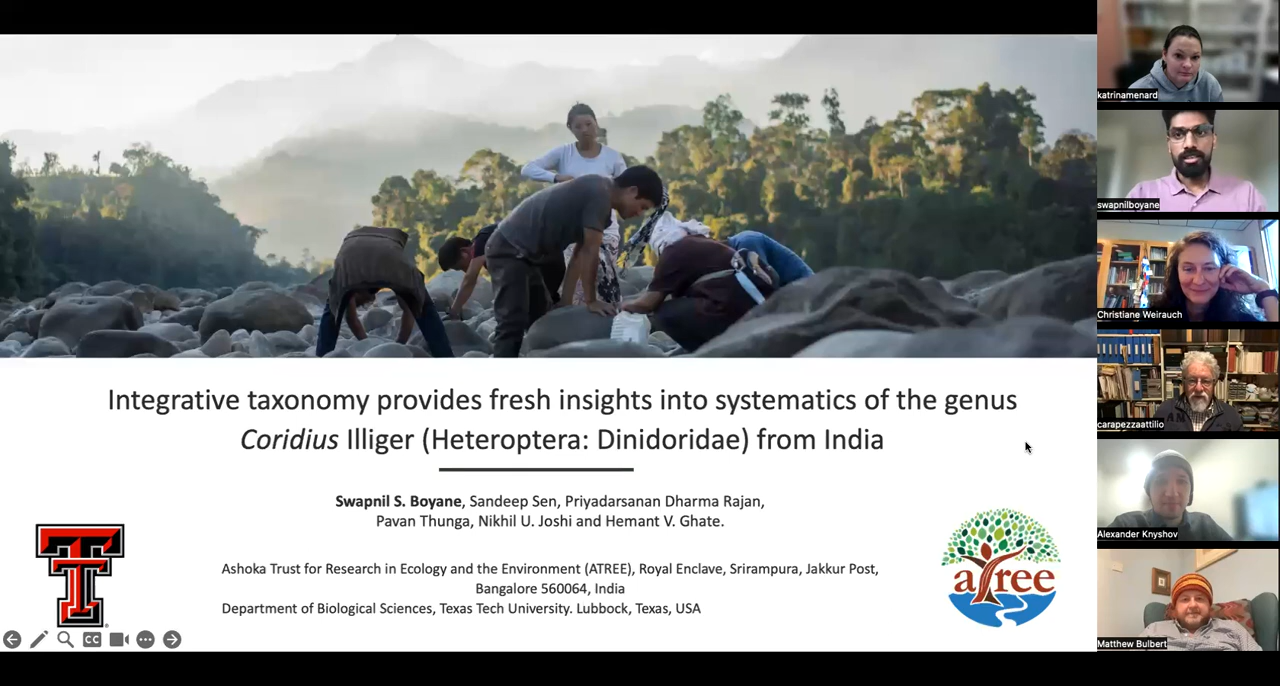 Integrative taxonomy provides fresh insights into systematics of the genus
Coridius Illiger (Heteroptera: Dinidoridae) from India
Swapnil S. Boyane, Sandeep Sen, Priyadarsanan Dharma Rajan,
Pavan Thunga, Nikhil U. Joshi and Hemant V. Ghate.
Ashoka Trust for Research in Ecology and the Environment (ATREE), Royal Enclave, Srirampura, Jakkur Post,
Bangalore 560064, India
Department of Biological Sciences, Texas Tech University. Lubbock, Texas, USA
T
atree
CC
katrinamenard
swapnilboyane
Christiane Weirauch
carapezzaattilio
Alexander Knyshov
Matthew Bulbert